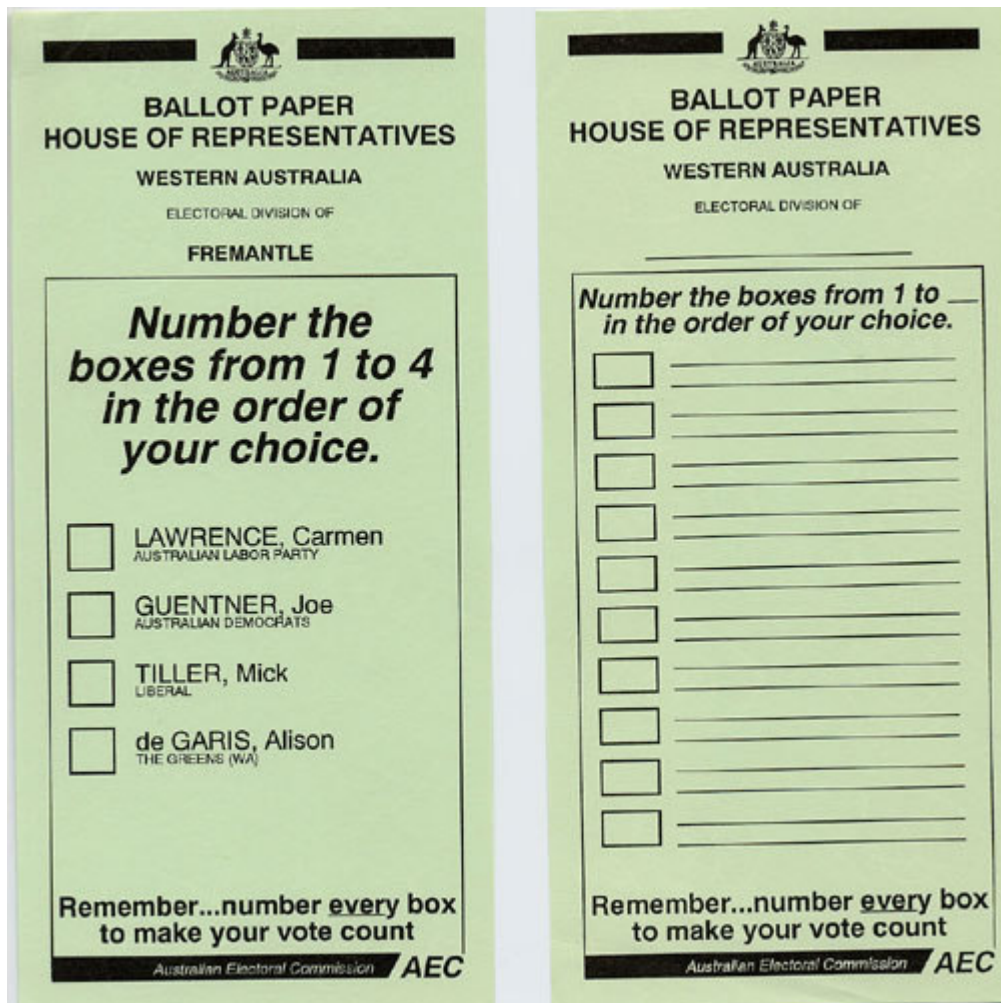 AUSTRALIA
BALLOT PAPER
HOUSE OF REPRESENTATIVES
WESTERN AUSTRALIA
ELECTORAL DIVISION OF
FREMANTLE
Number the
boxes from 1 to 4
in the order of
your choice.
LAWRENCE, Carmen
AUSTRALIAN LABOR PARTY
GUENTNER, Joe
AUSTRALIAN DEMOCRATS
TILLER, Mick
LIBERAL
de GARIS, Alison
THE GREENS (WA)
Remember...number every box
to make your vote count
Australian Electoral Commission AEC
AUSTRALIA
BALLOT PAPER
HOUSE OF REPRESENTATIVES
WESTERN AUSTRALIA
ELECTORAL DIVISION OF
Number the boxes from 1 to __
in the order of your choice.
Remember...number every box
to make your vote count
Australian Electoral Commission AEC